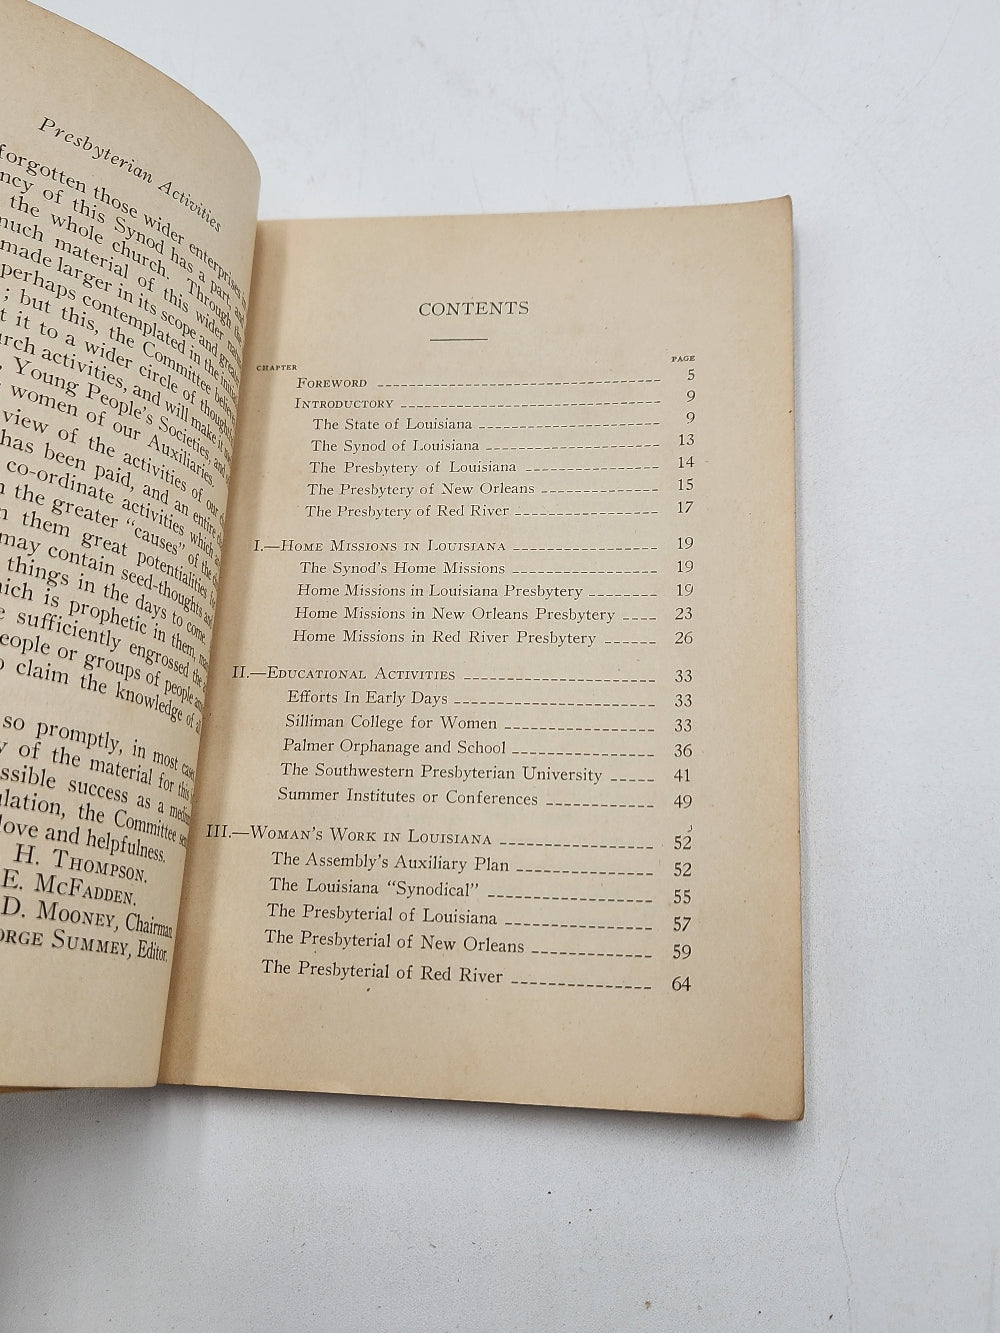 Presbyterian Activities
forgotten those wider enterprises in
ncy of this Synod has a part, and
the whole church. Through the
much material of this wider
made larger in its scope and
perhaps contemplated in the
; but this, the Committee believes
t it to a wider circle of
urch activities, and will make it
, Young People's Societies, and
women of our Auxiliaries.
view of the activities of our
has been paid, and an entire
co-ordinate activities which
n the greater "causes" of the
n them great potentialities
may contain seed-thoughts and
things in the days to come.
hich is prophetic in them,
e sufficiently engrossed the
eople or groups of people
o claim the knowledge of
so promptly, in most cases
y of the material for this
ssible success as a
ulation, the Committee
love and helpfulness.
H. Thompson.
E. McFadden.
D. Mooney, Chairman
orge Summey, Editor.
CONTENTS
CHAPTER PAGE
Foreword 5
Introductory 9
The State of Louisiana 9
The Synod of Louisiana 13
The Presbytery of Louisiana 14
The Presbytery of New Orleans 15
The Presbytery of Red River 17
I.—Home Missions in Louisiana 19
The Synod's Home Missions 19
Home Missions in Louisiana Presbytery 19
Home Missions in New Orleans Presbytery 23
Home Missions in Red River Presbytery 26
II.—Educational Activities 33
Efforts In Early Days 33
Silliman College for Women 33
Palmer Orphanage and School 36
The Southwestern Presbyterian University 41
Summer Institutes or Conferences 49
III.—Woman's Work in Louisiana 52
The Assembly's Auxiliary Plan 52
The Louisiana "Synodical" 55
The Presbyterial of Louisiana 57
The Presbyterial of New Orleans 59
The Presbyterial of Red River 64